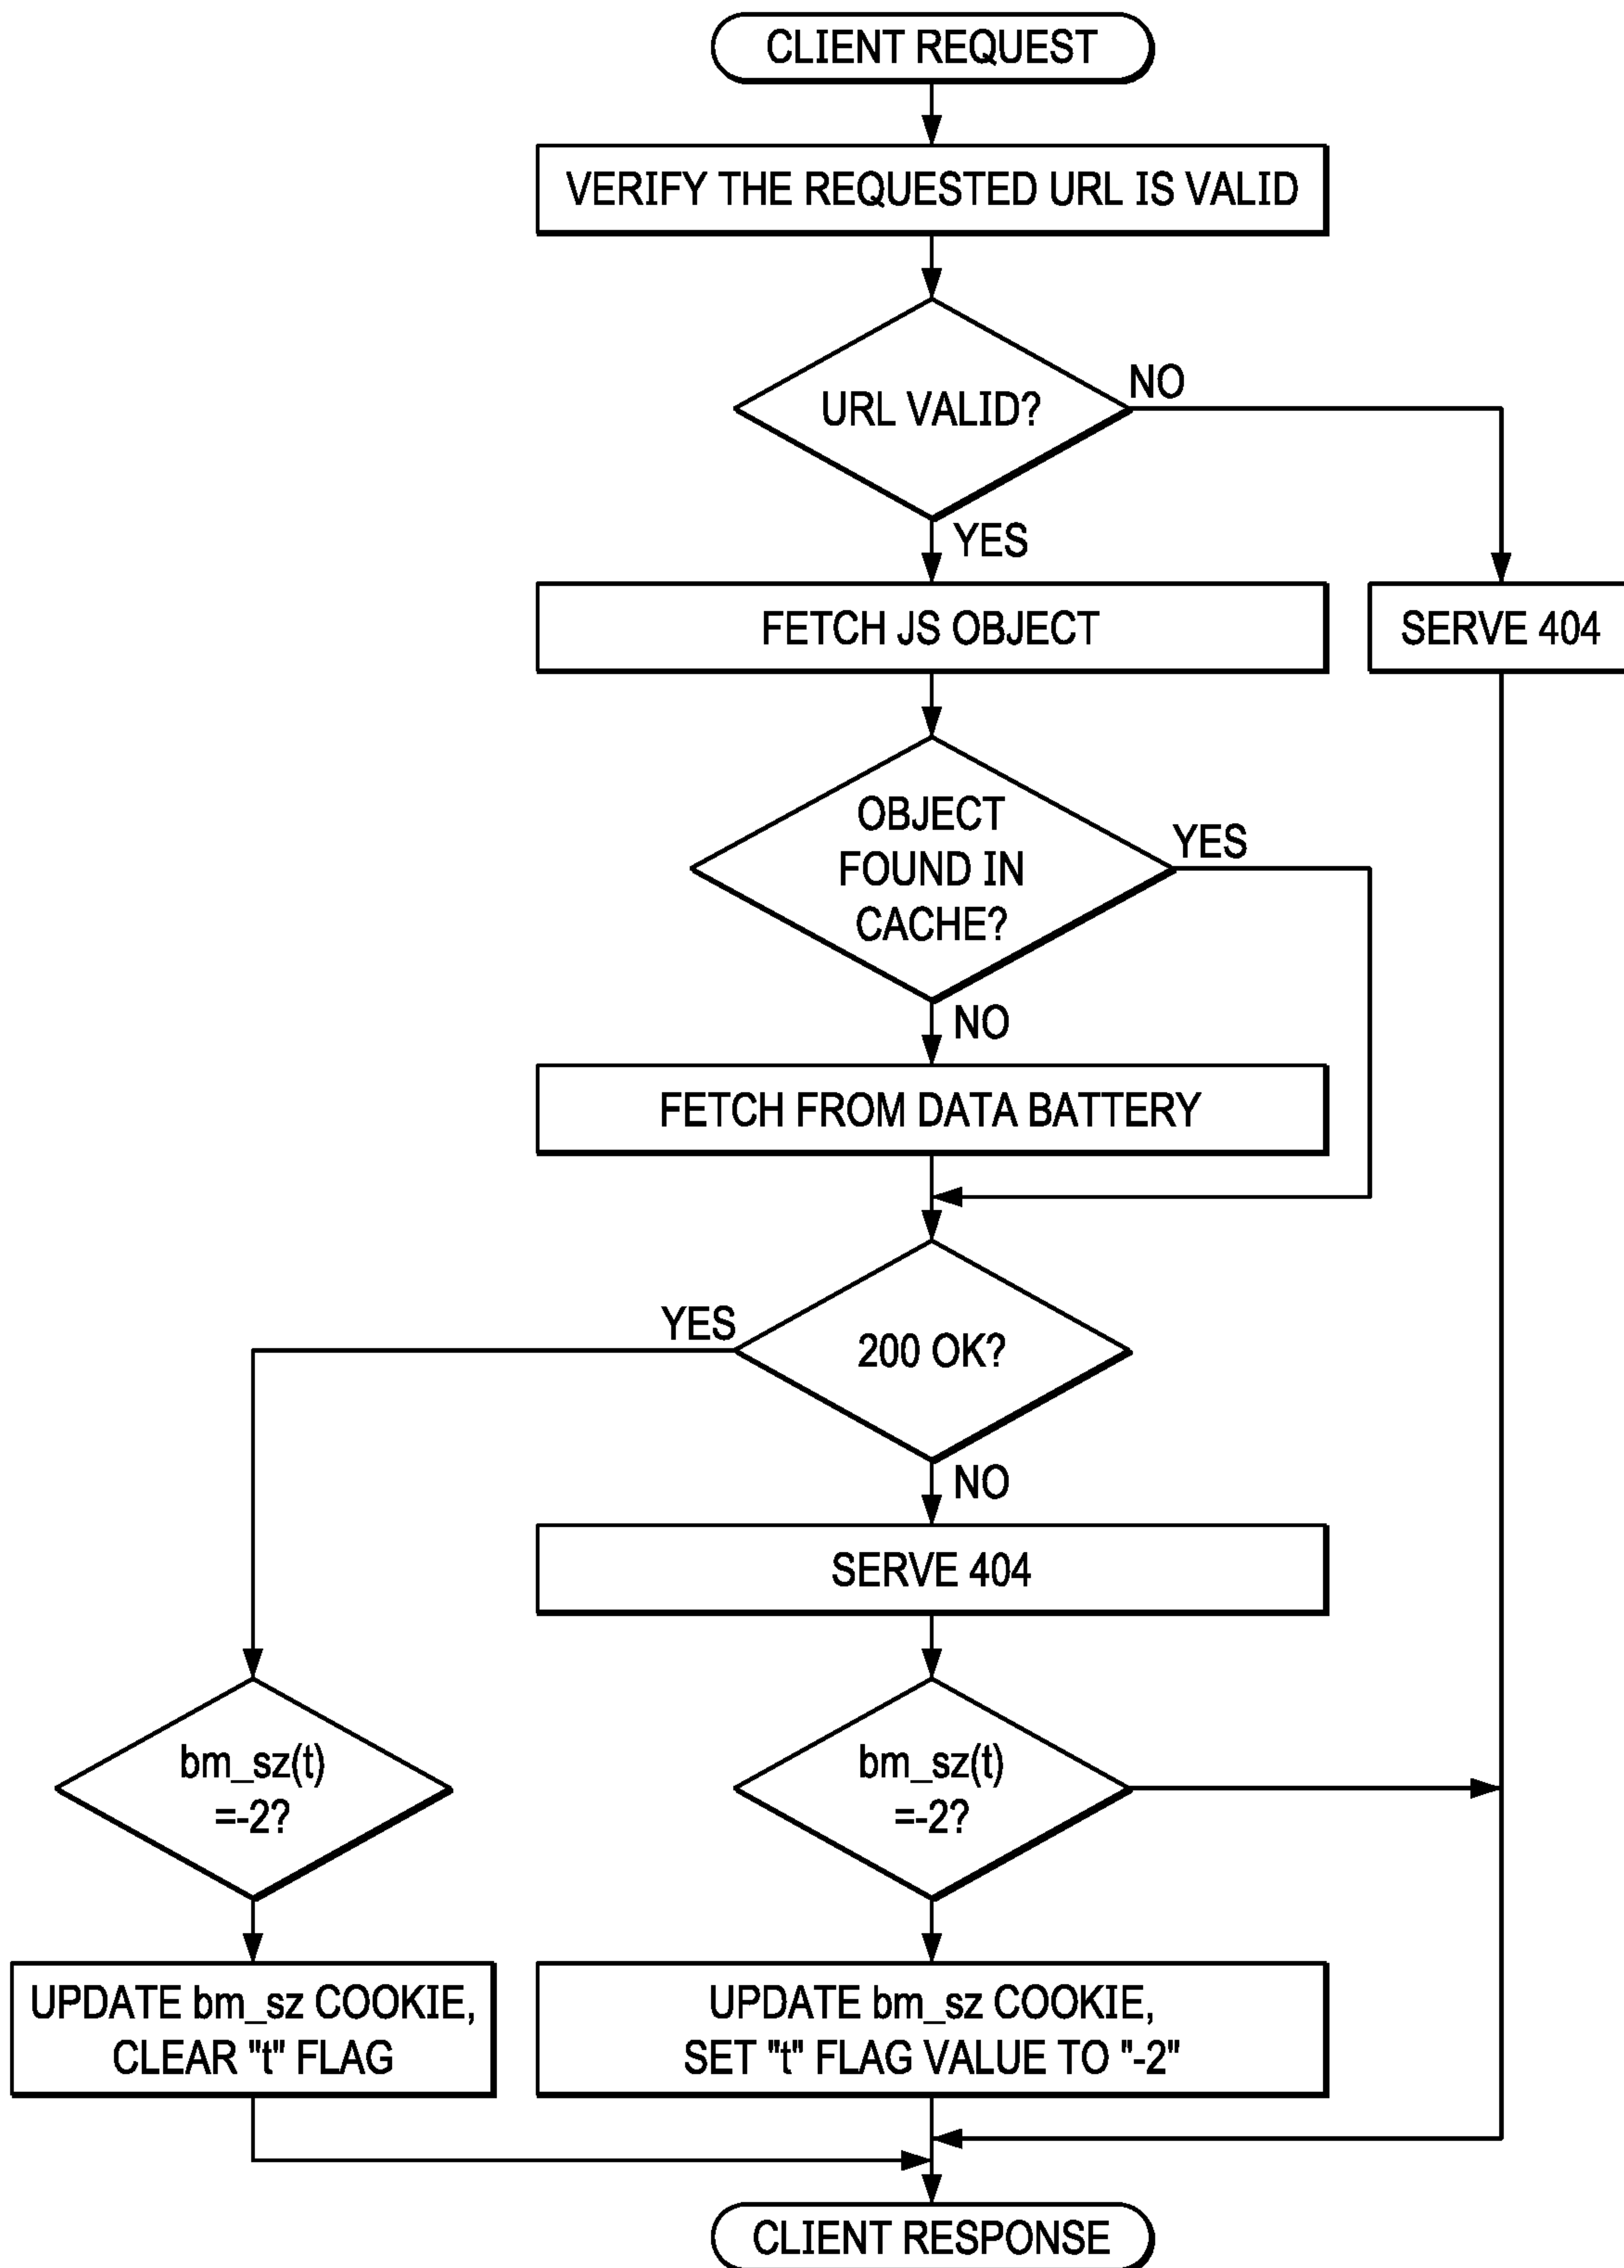 CLIENT REQUEST
VERIFY THE REQUESTED URL IS VALID
URL VALID?
NO
YES
FETCH JS OBJECT
SERVE 404
OBJECT
FOUND IN
CACHE?
YES
NO
FETCH FROM DATA BATTERY
YES
200 OK?
NO
SERVE 404
bm_sz(t)
=-2?
bm_sz(t)
=-2?
UPDATE bm_sz COOKIE,
CLEAR "t" FLAG
UPDATE bm_sz COOKIE,
SET "t" FLAG VALUE TO "-2"
CLIENT RESPONSE